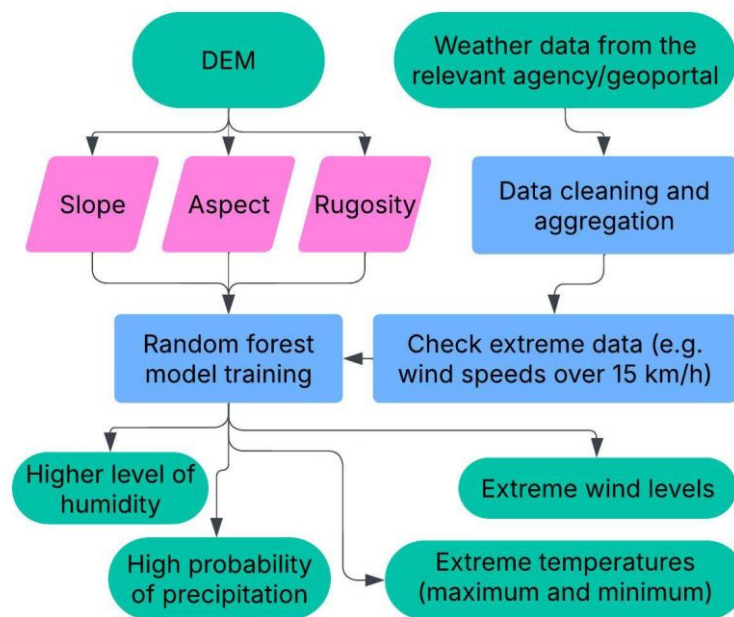 DEM
Weather data from the
relevant agency/geoportal
Slope
Aspect
Rugosity
Data cleaning and
aggregation
Random forest
model training
Check extreme data (e.g.
wind speeds over 15 km/h)
Higher level of
humidity
Extreme wind levels
High probability
of precipitation
Extreme temperatures
(maximum and minimum)